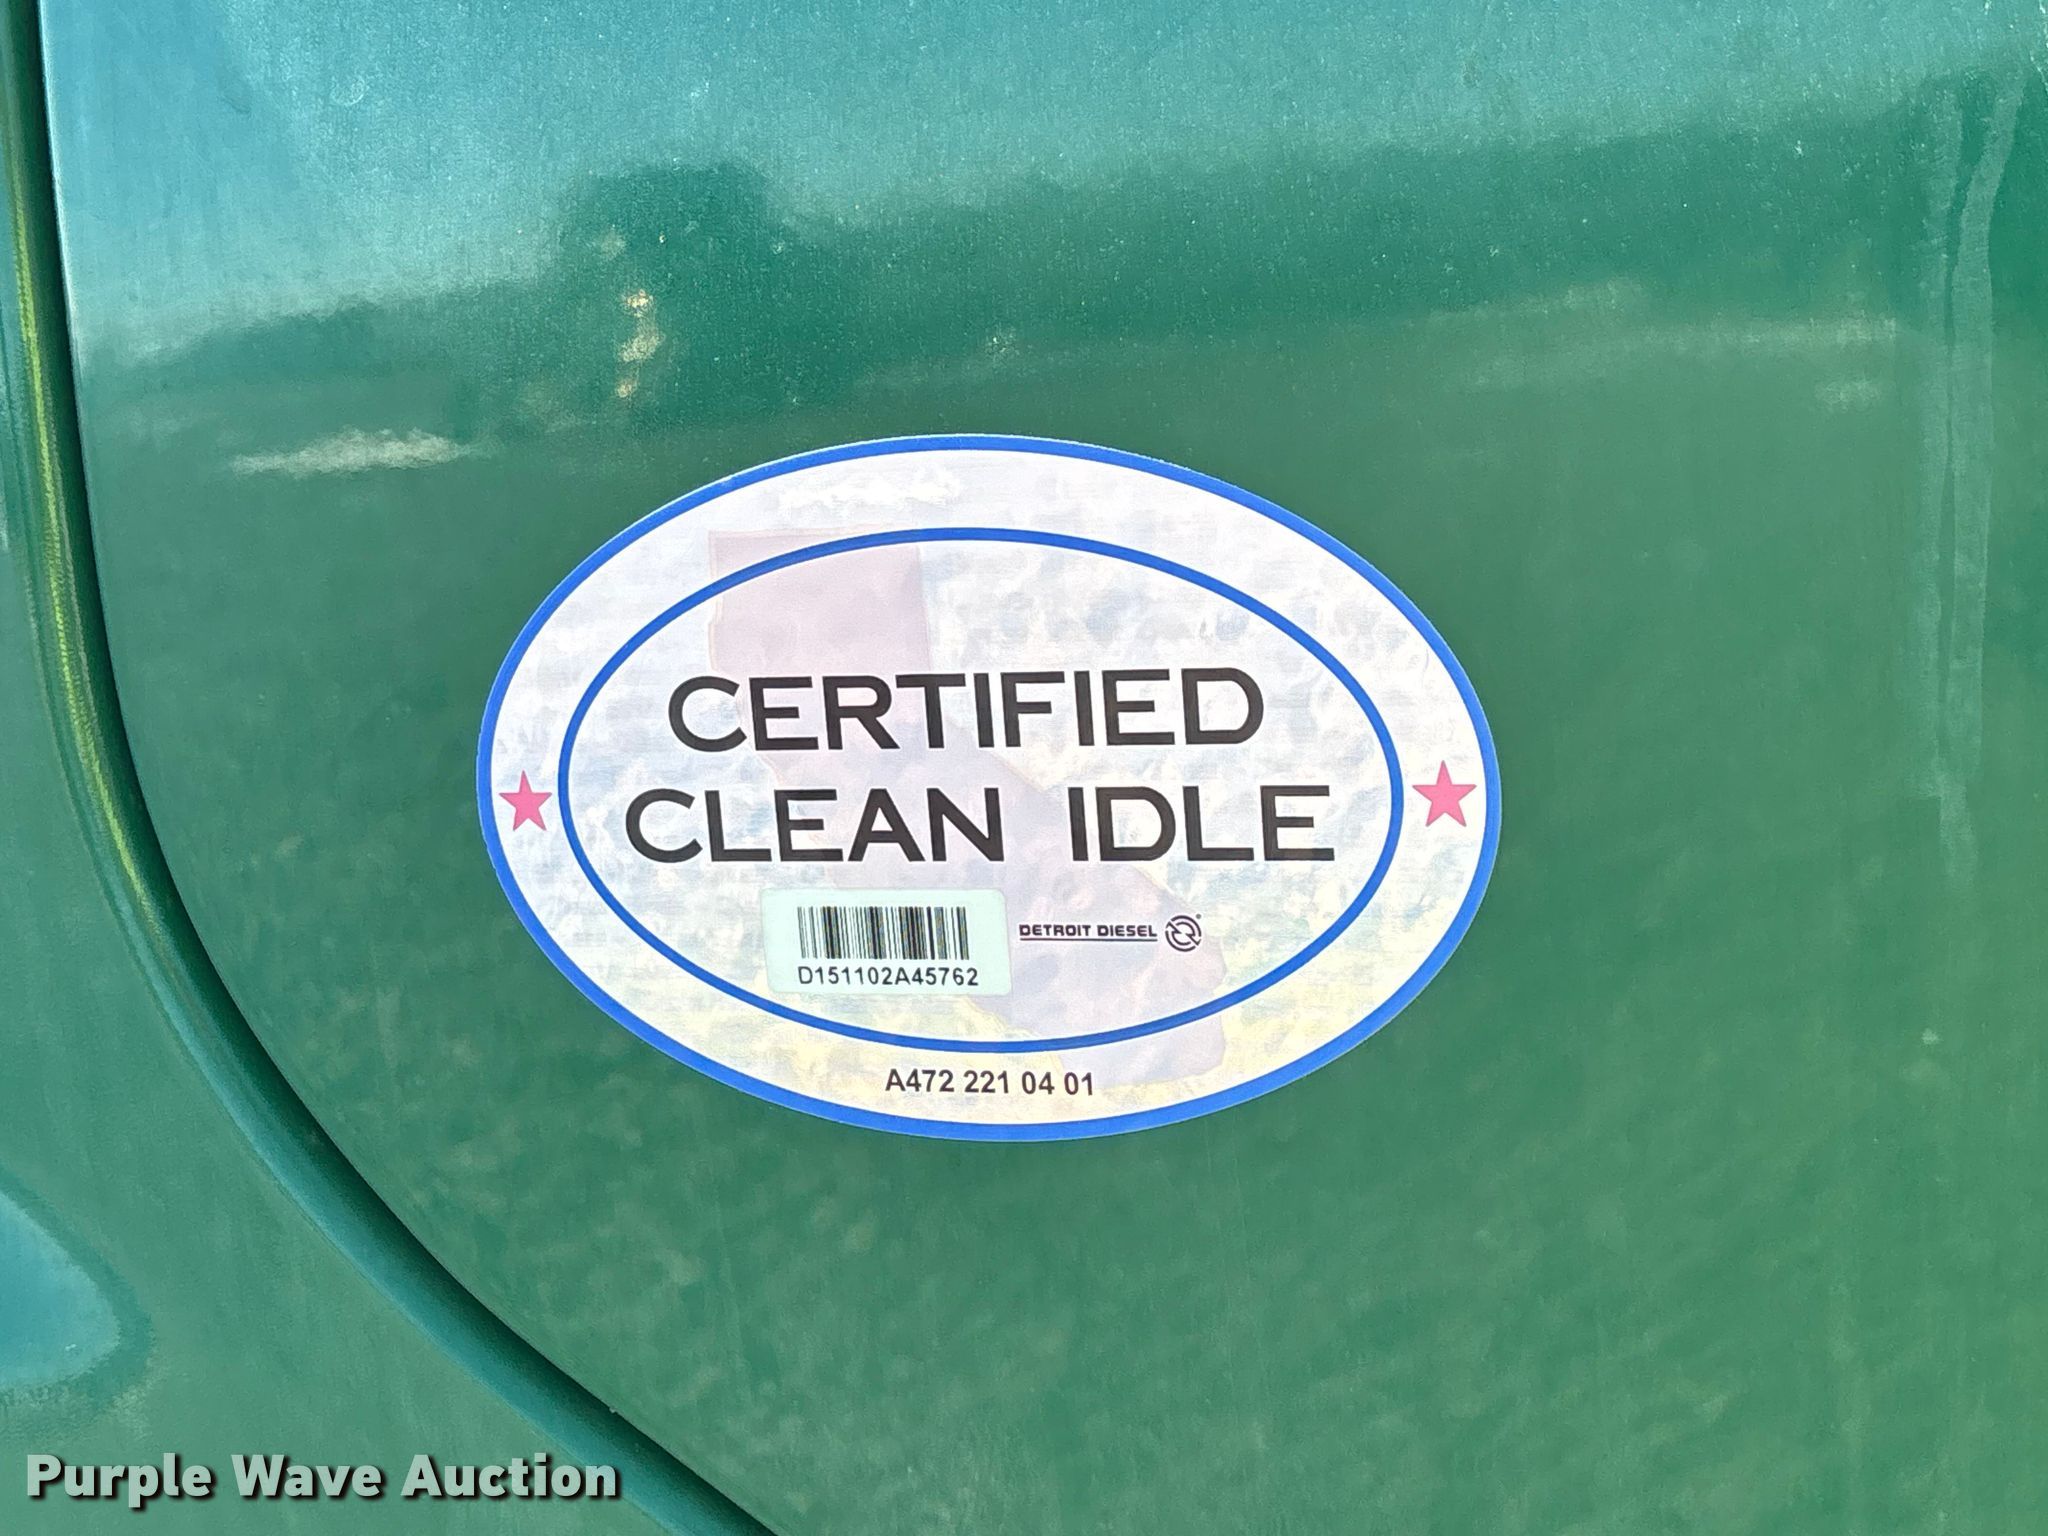 CERTIFIED
CLEAN IDLE
DETROIT DIESEL
D151102A45762
A472 221 04 01
Purple Wave Auction